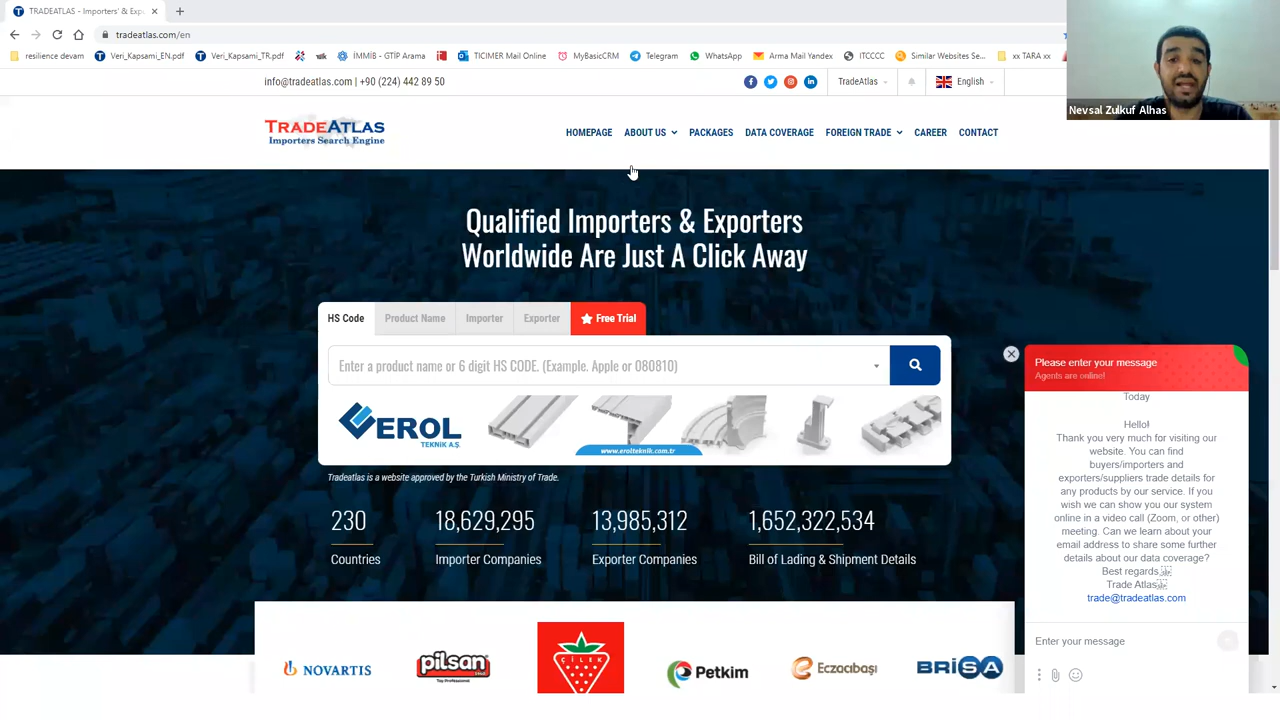 TRADEATLAS - Importers' & Expo
tradeatlas.com/en
resilience devam
Veri_Kapsami_EN.pdf
Veri_Kapsami_TR.pdf
yak
İMMİB - GTİP Arama
TICIMER Mail Online
MyBasicCRM
Telegram
WhatsApp
Arma Mail Yandex
ITCCCC
Similar Websites Se...
xx TARA xx
Nevsal Zulkuf Alhas
info@tradeatlas.com | +90 (224) 442 89 50
TradeAtlas
English
TRADEATLAS
Importers Search Engine
HOMEPAGE ABOUT US PACKAGES DATA COVERAGE FOREIGN TRADE CAREER CONTACT
Qualified Importers & Exporters
Worldwide Are Just A Click Away
HS Code Product Name Importer Exporter Free Trial
Enter a product name or 6 digit HS CODE. (Example. Apple or 080810)
EROL
TEKNİK A.Ş.
www.erolteknik.com.tr
Tradeatlas is a website approved by the Turkish Ministry of Trade.
230 18,629,295 13,985,312 1,652,322,534
Countries Importer Companies Exporter Companies Bill of Lading & Shipment Details
NOVARTIS
pilsan
ÇİLEK
Petkim
Eczacıbaşı
BRISA
Please enter your message
Agents are online!
Today
Hello!
Thank you very much for visiting our
website. You can find
buyers/importers and
exporters/suppliers trade details for
any products by our service. If you
wish we can show you our system
online in a video call (Zoom, or other)
meeting. Can we learn about your
email address to share some further
details about our data coverage?
Best regards
Trade Atlas
trade@tradeatlas.com
Enter your message